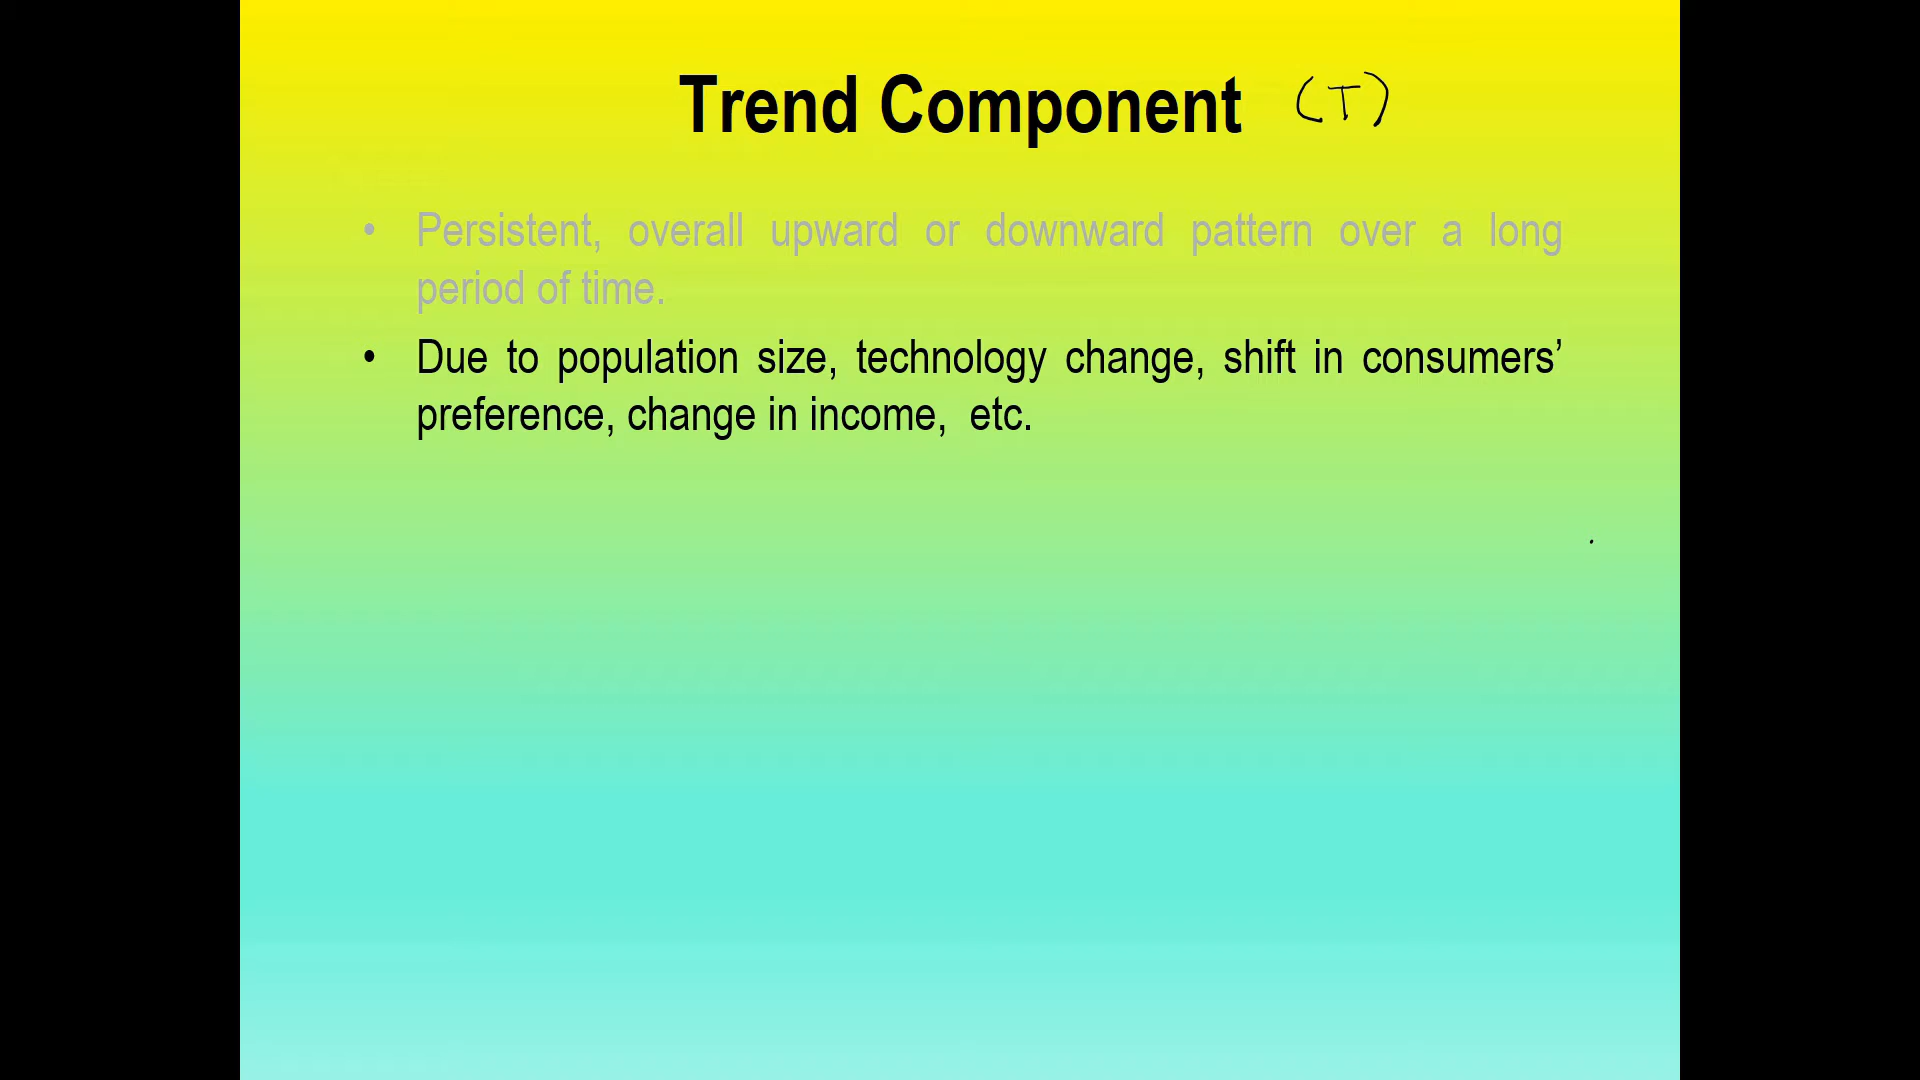 Trend Component (T)
• Persistent, overall upward or downward pattern over a long
period of time.
• Due to population size, technology change, shift in consumers’
preference, change in income,  etc.